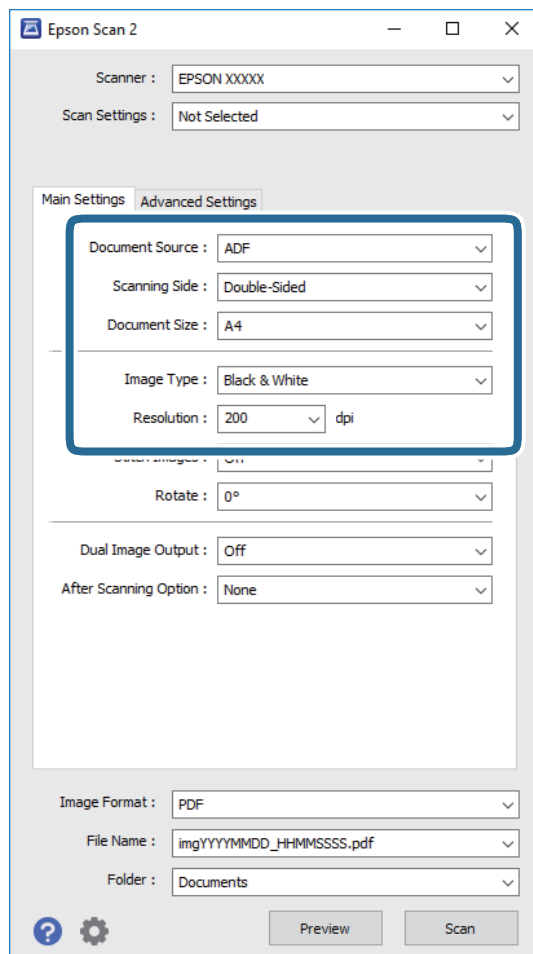 Epson Scan 2
Scanner : EPSON XXXXX
Scan Settings : Not Selected
Main Settings Advanced Settings
Document Source : ADF
Scanning Side : Double-Sided
Document Size : A4
Image Type : Black & White
Resolution : 200 dpi
Rotate : 0°
Dual Image Output : Off
After Scanning Option : None
Image Format : PDF
File Name : imgYYYYMMDD_HHMMSSSS.pdf
Folder : Documents
? Preview Scan